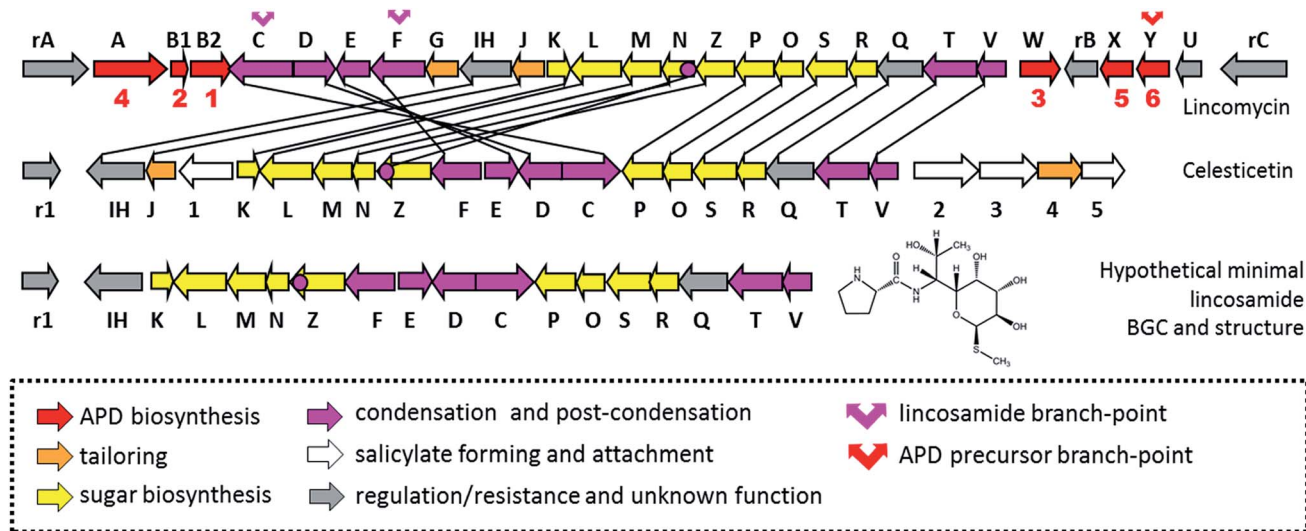 rA A B1 B2 C D E F G IH J K L M N Z P O S R Q T V W rB X Y U rC
4 2 1 3 5 6
Lincomycin
Celesticetin
r1 IH J 1 K L M N Z F E D C P O S R Q T V 2 3 4 5
H
HO CH₃
O H H OH
H
N OH
NH
O OH
S
CH₃
Hypothetical minimal
lincosamide
BGC and structure
r1 IH K L M N Z F E D C P O S R Q T V
APD biosynthesis
condensation and post-condensation
lincosamide branch-point
tailoring
salicylate forming and attachment
APD precursor branch-point
sugar biosynthesis
regulation/resistance and unknown function